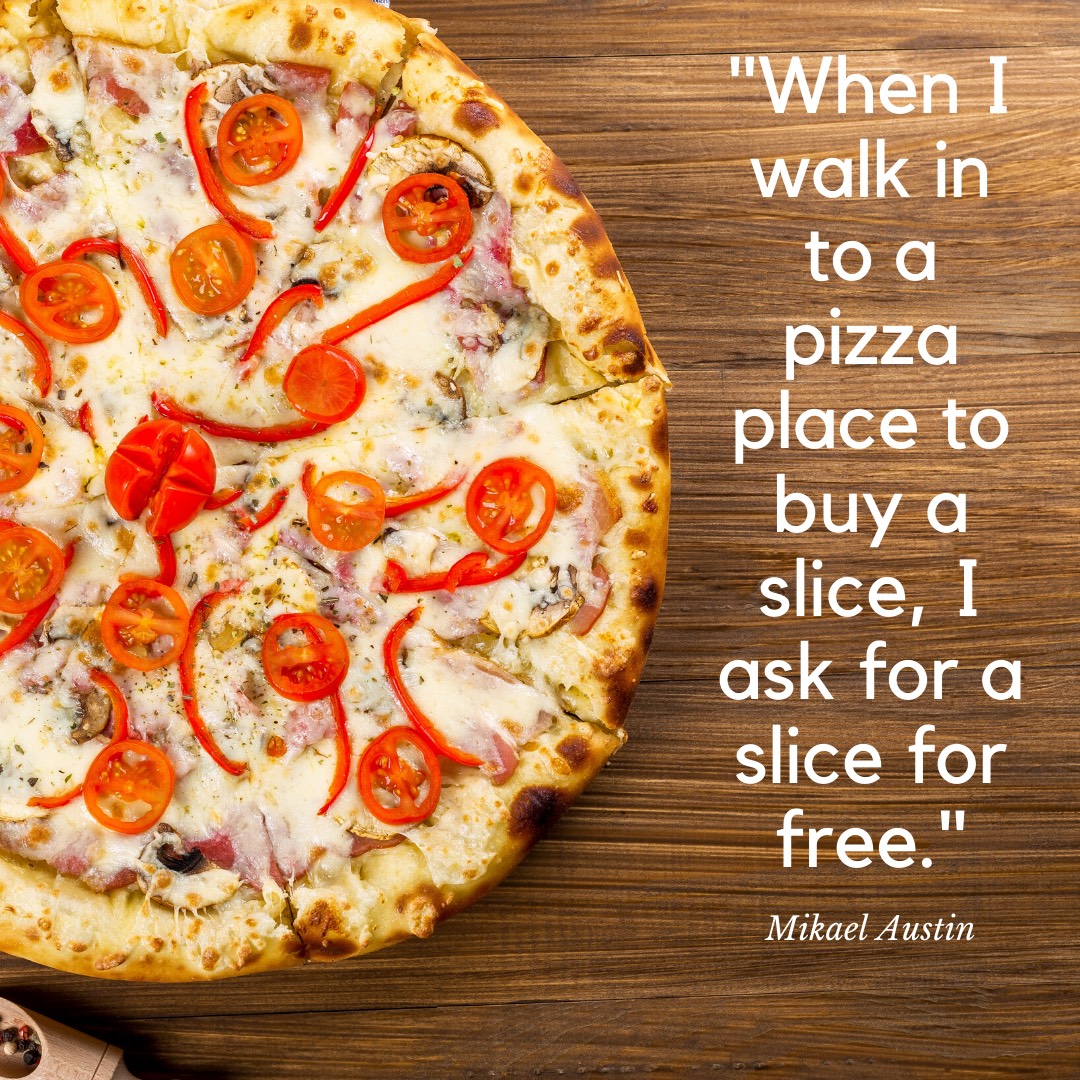 "When I
walk in
to a
pizza
place to
buy a
slice, I
ask for a
slice for
free."
Mikael Austin